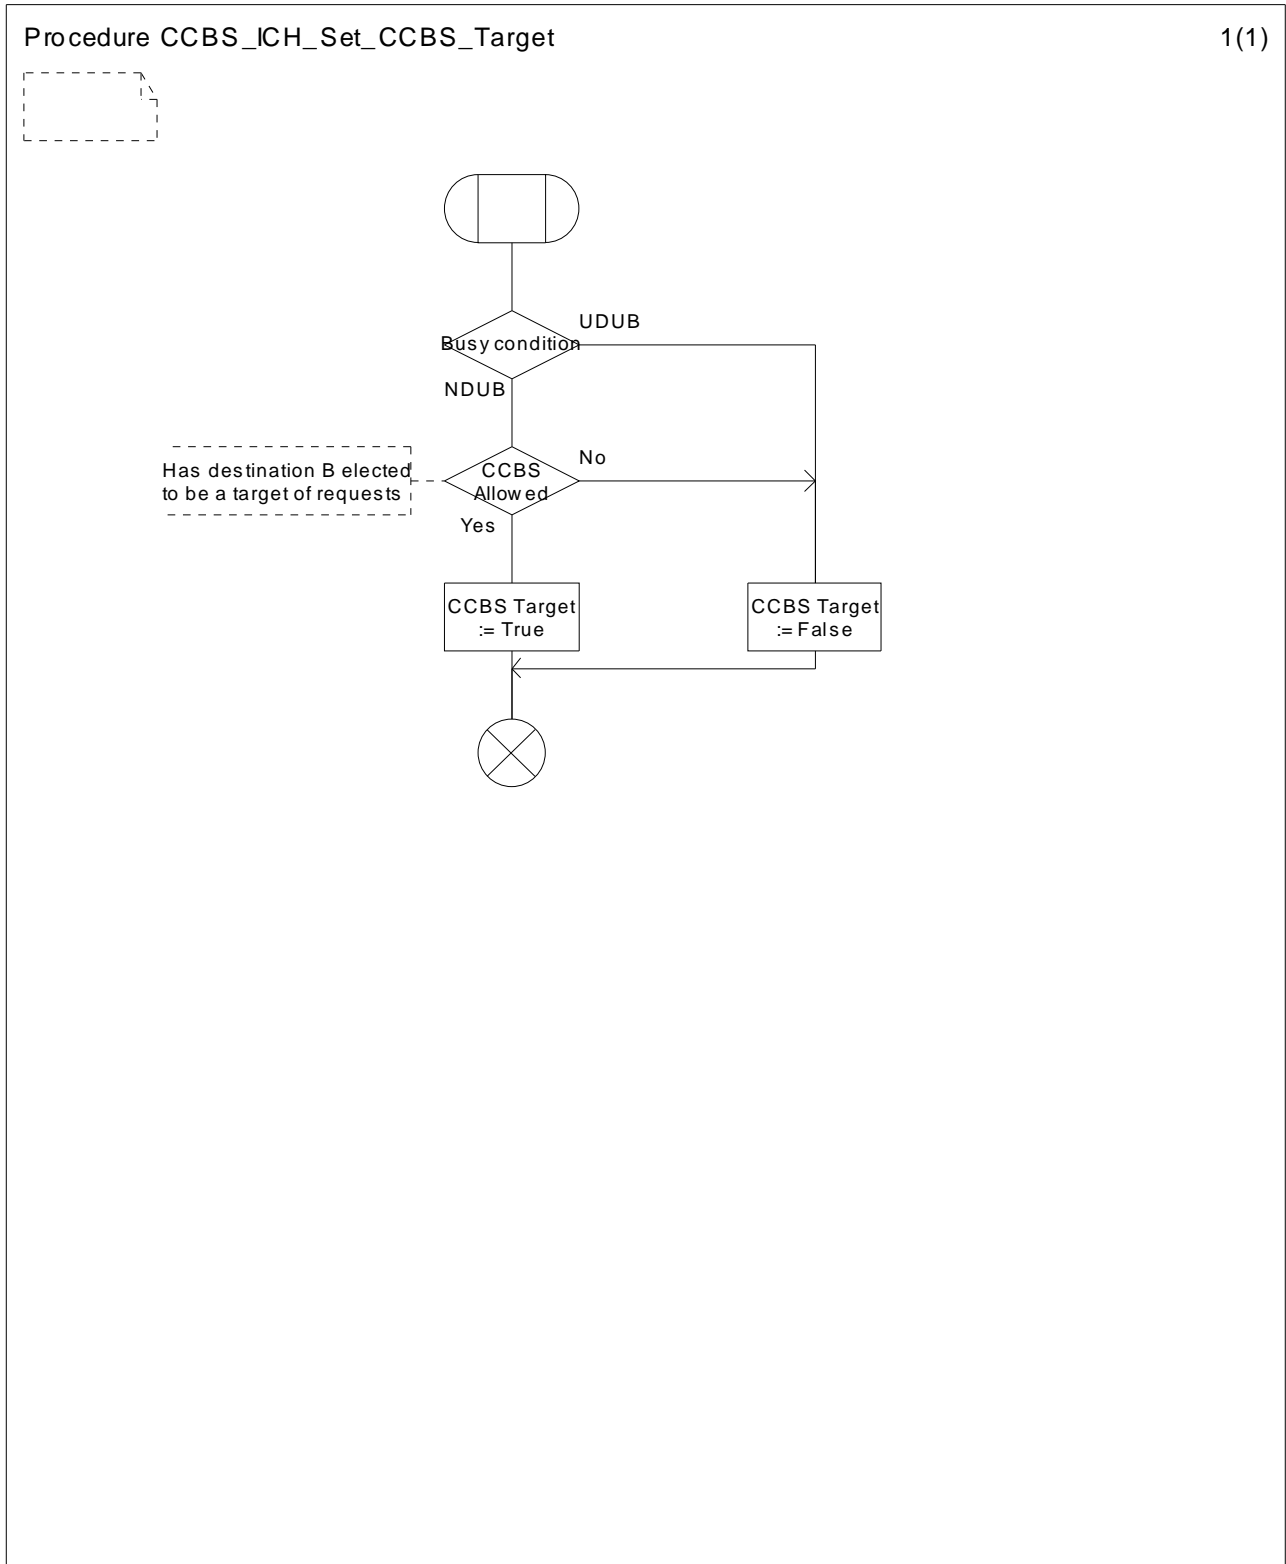 Procedure CCBS_ICH_Set_CCBS_Target
1(1)
UDUB
Busy condition
NDUB
Has destination B elected
to be a target of requests
CCBS
Allowed
No
Yes
CCBS Target
:= True
CCBS Target
:= False